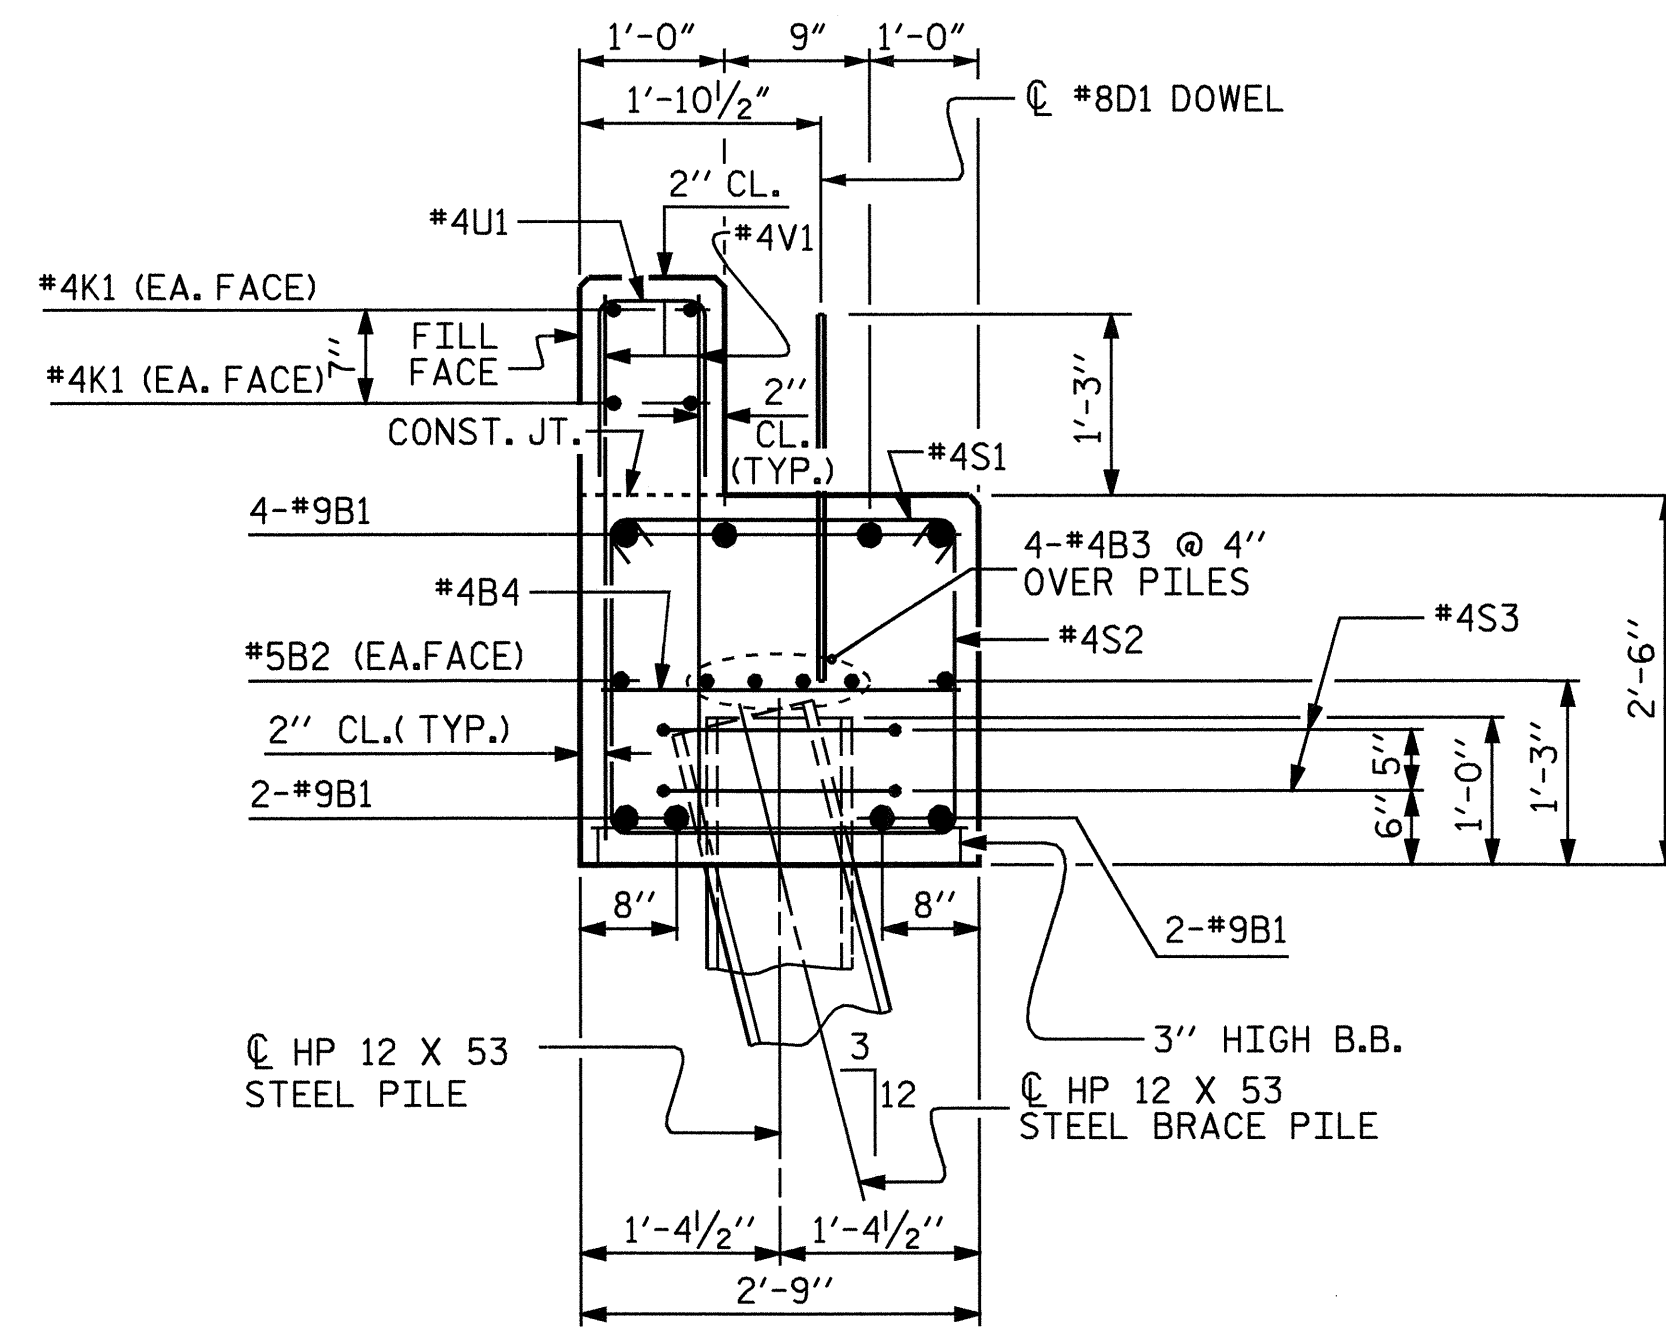 1'-0" 9" 1'-0"
1'-10 1/2"
℄ #8D1 DOWEL
2" CL.
#4U1
#4V1
#4K1 (EA. FACE)
FILL
FACE
7"
#4K1 (EA. FACE)
2"
CL.
(TYP.)
1'-3"
CONST. JT.
#4S1
4-#9B1
4-#4B3 @ 4"
OVER PILES
#4B4
#4S3
#4S2
#5B2 (EA.FACE)
2'-6"
2" CL.( TYP.)
5"
1'-0"
1'-3"
2-#9B1
6"
8" 8"
2-#9B1
3" HIGH B.B.
℄ HP 12 X 53
STEEL PILE
3
12
℄ HP 12 X 53
STEEL BRACE PILE
1'-4 1/2" 1'-4 1/2"
2'-9"